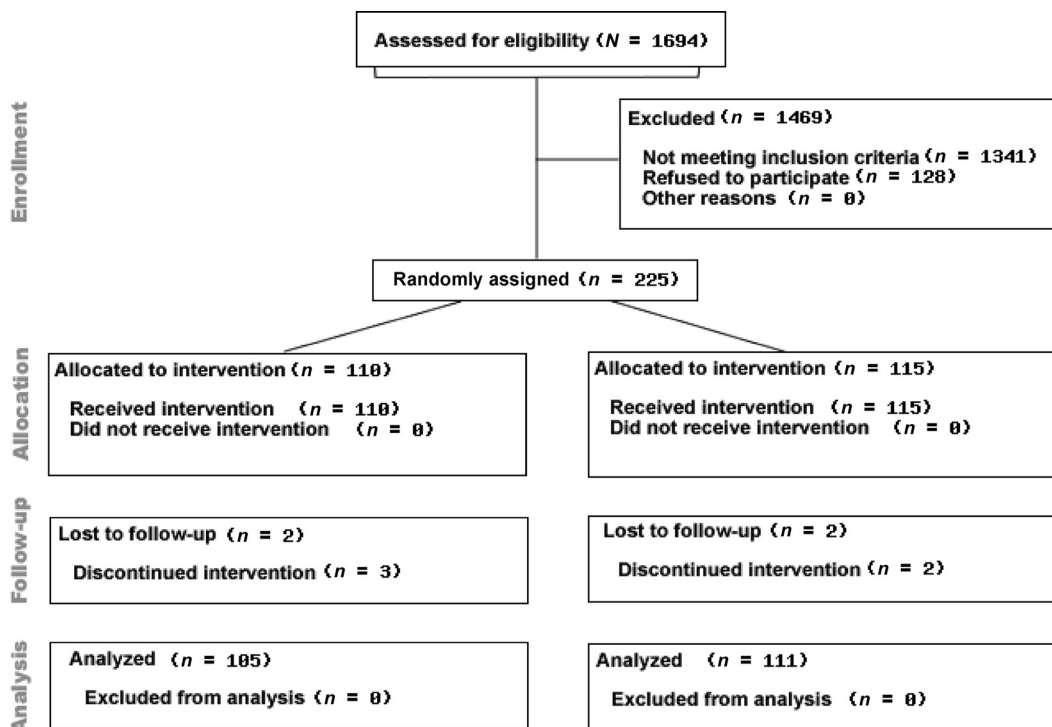 Assessed for eligibility (N = 1694)
Enrollment
Excluded (n = 1469)
Not meeting inclusion criteria (n = 1341)
Refused to participate (n = 128)
Other reasons (n = 0)
Randomly assigned (n = 225)
Allocation
Allocated to intervention (n = 110)
Received intervention (n = 110)
Did not receive intervention (n = 0)
Allocated to intervention (n = 115)
Received intervention (n = 115)
Did not receive intervention (n = 0)
Follow-up
Lost to follow-up (n = 2)
Discontinued intervention (n = 3)
Lost to follow-up (n = 2)
Discontinued intervention (n = 2)
Analysis
Analyzed (n = 105)
Excluded from analysis (n = 0)
Analyzed (n = 111)
Excluded from analysis (n = 0)